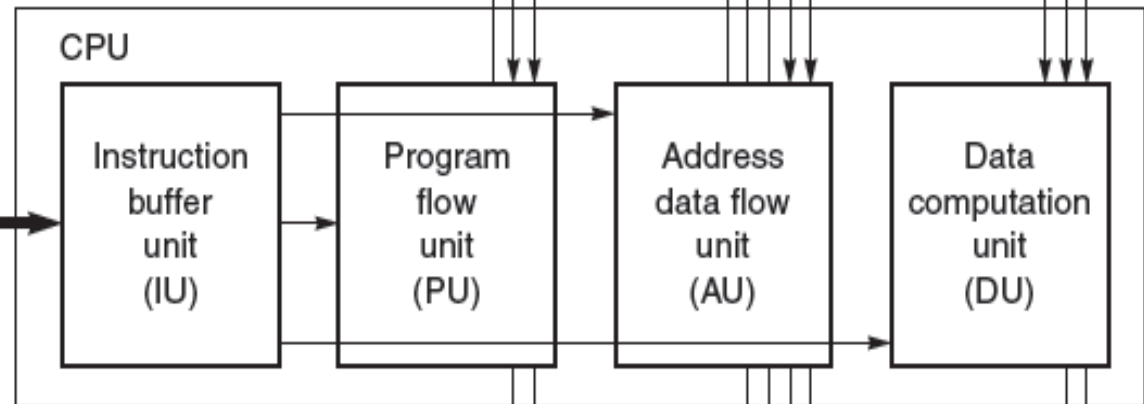 CPU
Instruction
buffer
unit
(IU)
Program
flow
unit
(PU)
Address
data flow
unit
(AU)
Data
computation
unit
(DU)